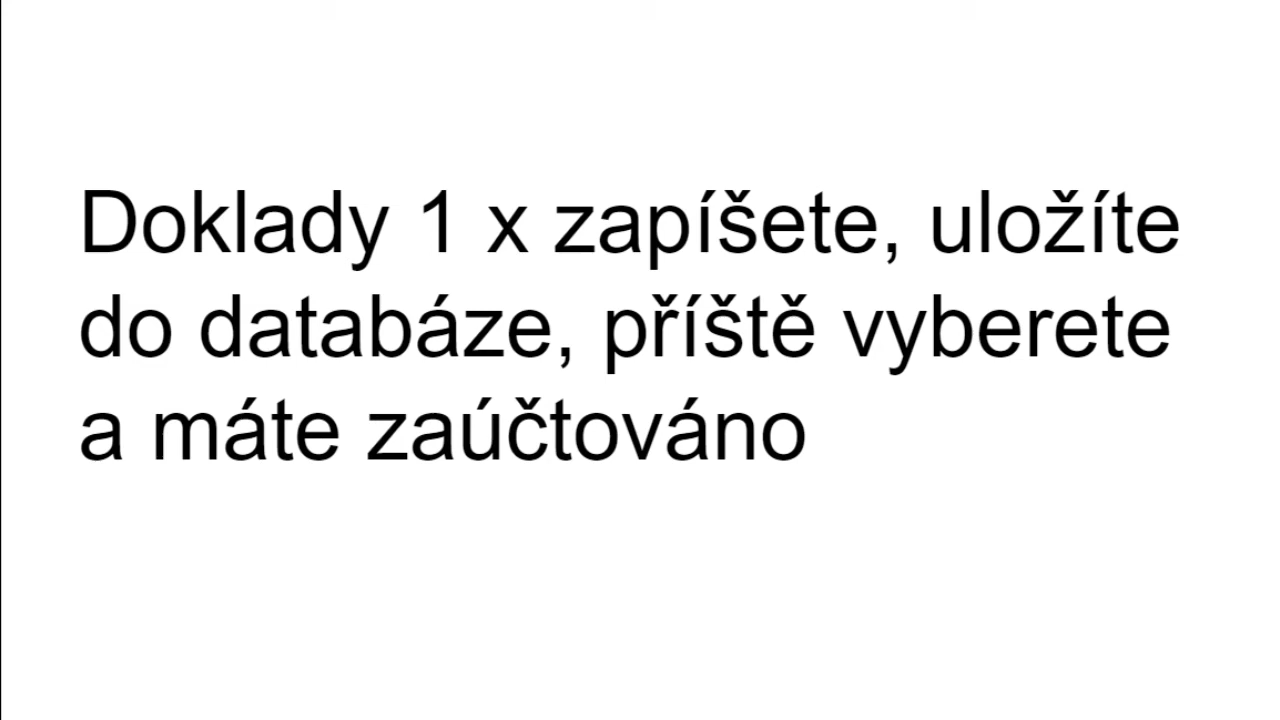 Doklady 1 x zapíšete, uložíte
do databáze, příště vyberete
a máte zaúčtováno